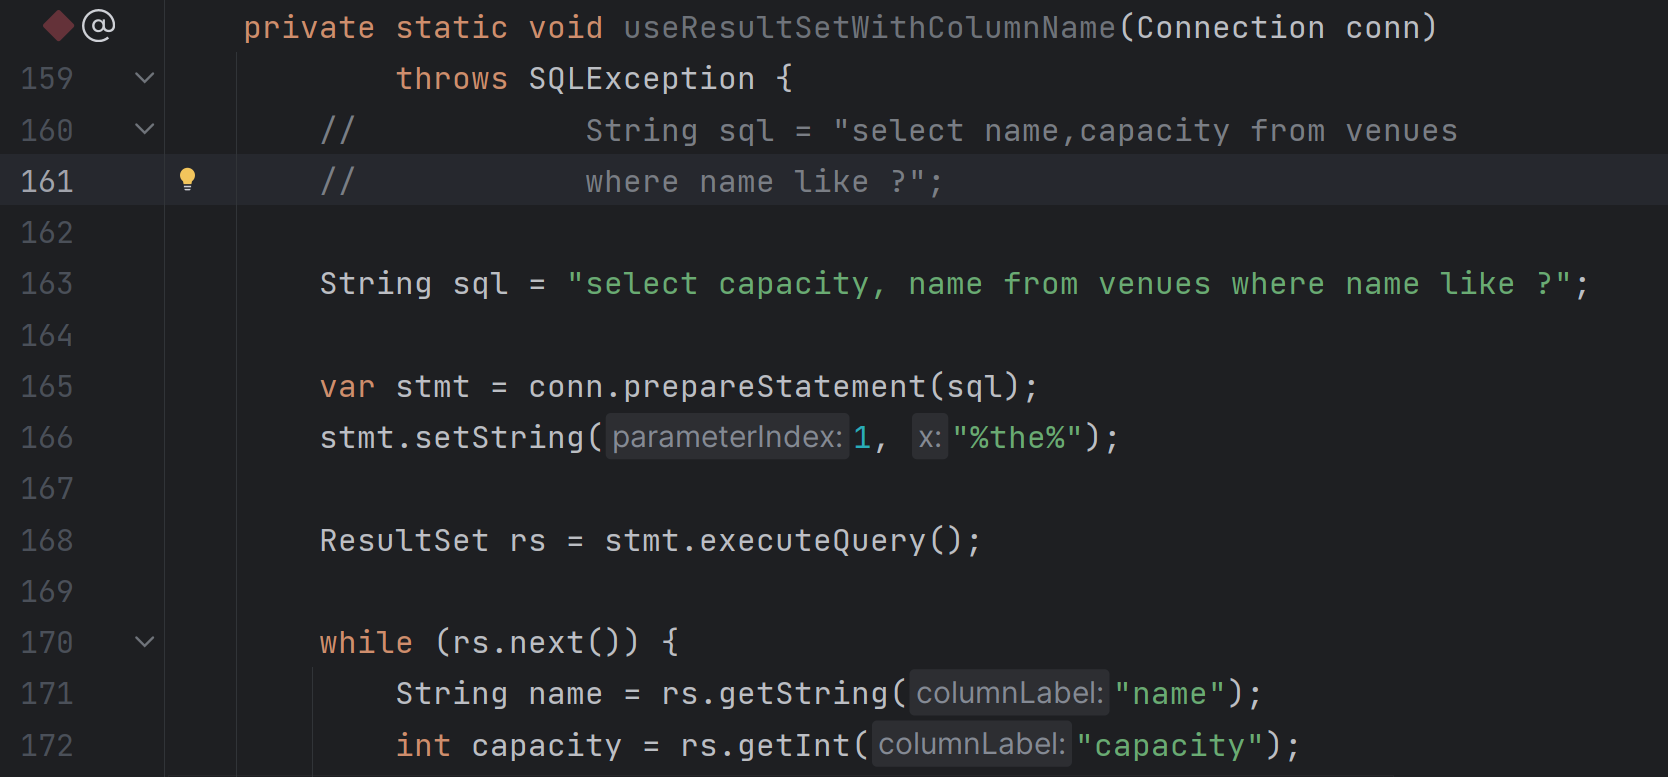 @ private static void useResultSetWithColumnName(Connection conn)
159 throws SQLException {
160 // String sql = "select name,capacity from venues
161 // where name like ?";
162
163 String sql = "select capacity, name from venues where name like ?";
164
165 var stmt = conn.prepareStatement(sql);
166 stmt.setString( parameterIndex: 1, x: "%the%");
167
168 ResultSet rs = stmt.executeQuery();
169
170 while (rs.next()) {
171 String name = rs.getString( columnLabel: "name");
172 int capacity = rs.getInt( columnLabel: "capacity");